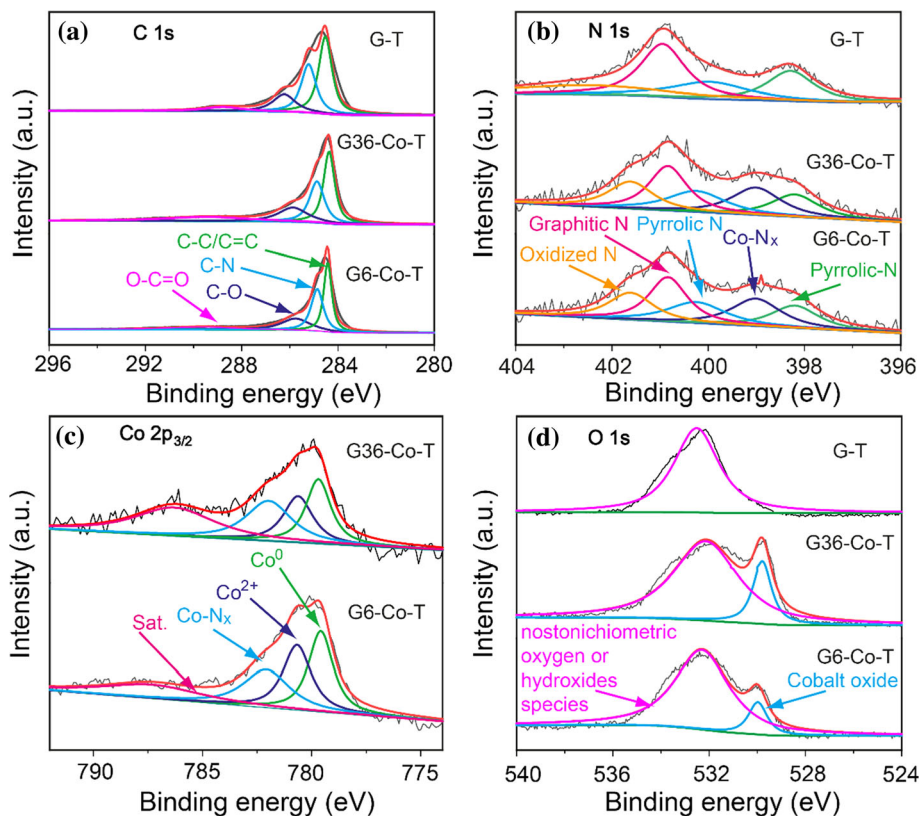 (a) C 1s
G-T
G36-Co-T
C-C/C=C
G6-Co-T
C-N
O-C=O
C-O
Intensity (a.u.)
296 292 288 284 280
Binding energy (eV)
(b) N 1s
G-T
G36-Co-T
Graphitic N
Pyrrolic N
G6-Co-T
Co-Nx
Oxidized N
Pyrrolic-N
Intensity (a.u.)
404 402 400 398 396
Binding energy (eV)
(c) Co 2p3/2
G36-Co-T
Co0
Co2+
G6-Co-T
Co-Nx
Sat.
Intensity (a.u.)
790 785 780 775
Binding energy (eV)
(d) O 1s
G-T
G36-Co-T
nostonichiometric
oxygen or
hydroxides
species
G6-Co-T
Cobalt oxide
Intensity (a.u.)
540 536 532 528 524
Binding energy (eV)